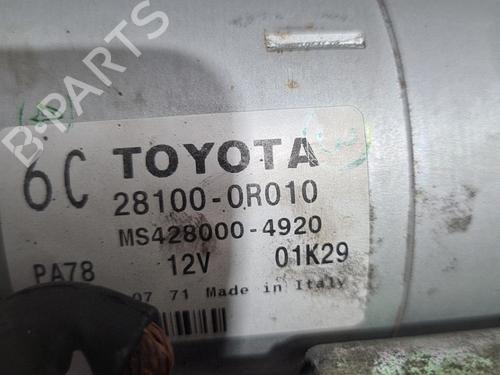 B-PARTS
6C TOYOTA
28100-0R010
MS428000-4920
PA78 12V 01K29
07 71 Made in Italy